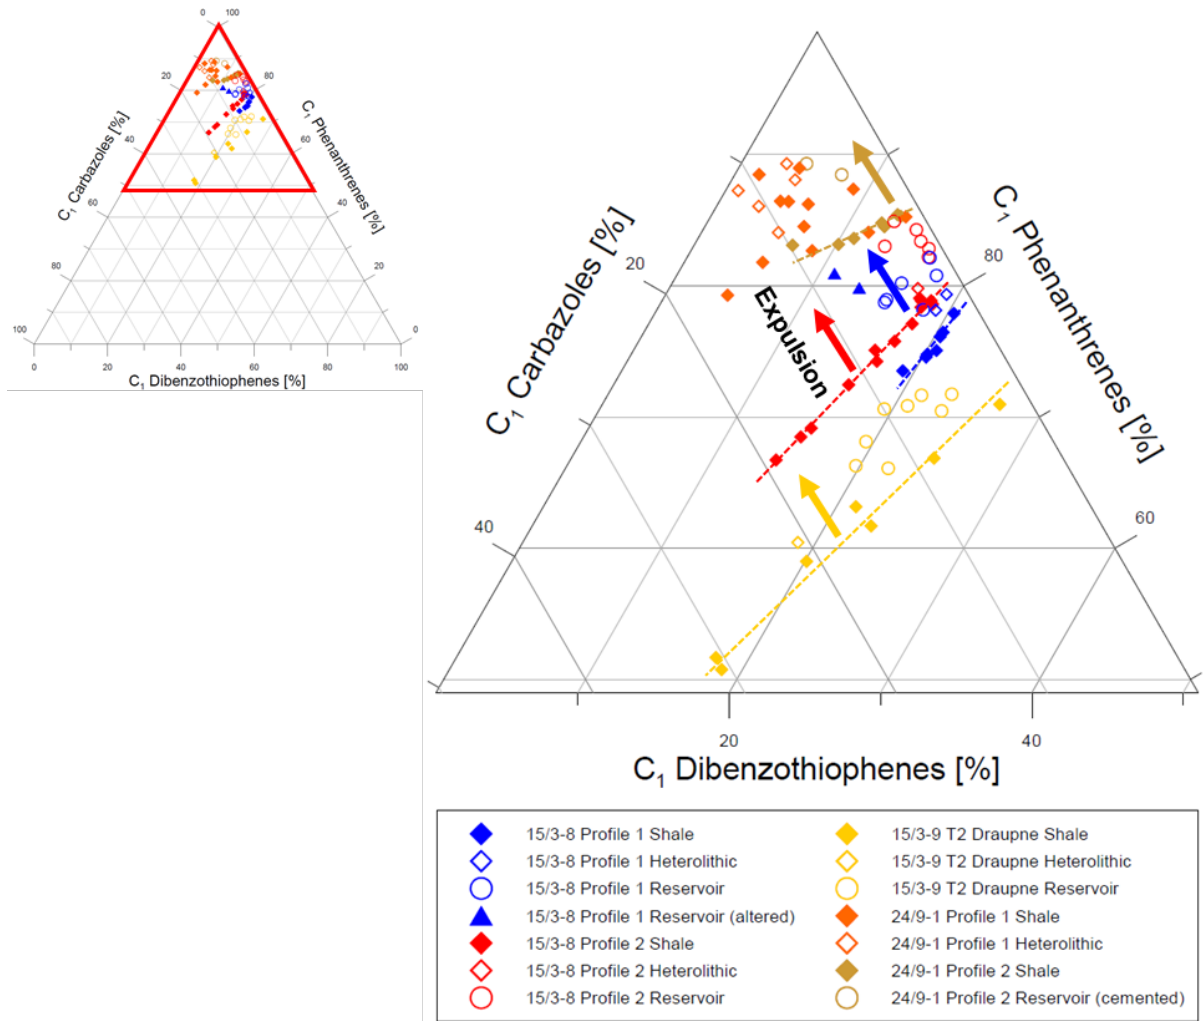 0 100
20 80
C1 Carbazoles [%]
C1 Phenanthrenes [%]
40 60
60 40
80 20
100 0
0 20 40 60 80 100
C1 Dibenzothiophenes [%]
20
80
C1 Carbazoles [%]
C1 Phenanthrenes [%]
Expulsion
40
60
20 40
C1 Dibenzothiophenes [%]
15/3-8 Profile 1 Shale
15/3-8 Profile 1 Heterolithic
15/3-8 Profile 1 Reservoir
15/3-8 Profile 1 Reservoir (altered)
15/3-8 Profile 2 Shale
15/3-8 Profile 2 Heterolithic
15/3-8 Profile 2 Reservoir
15/3-9 T2 Draupne Shale
15/3-9 T2 Draupne Heterolithic
15/3-9 T2 Draupne Reservoir
24/9-1 Profile 1 Shale
24/9-1 Profile 1 Heterolithic
24/9-1 Profile 2 Shale
24/9-1 Profile 2 Reservoir (cemented)